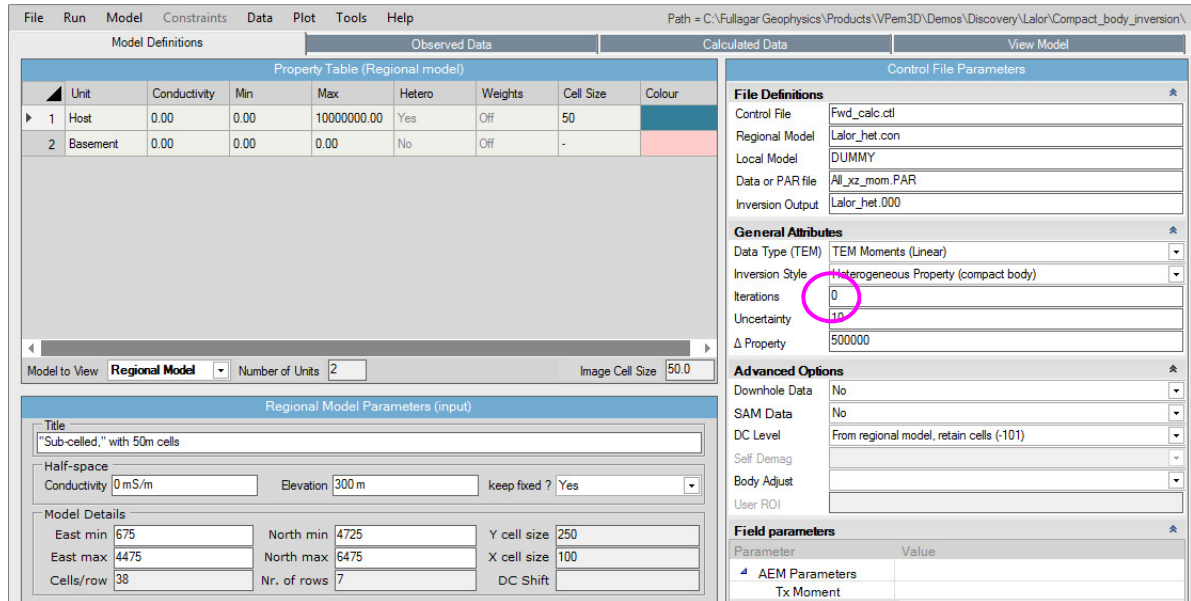 File Run Model Constraints Data Plot Tools Help Path = C:\Fullagar Geophysics\Products\VPem3D\Demos\Discovery\Lalor\Compact_body_inversion\
Model Definitions Observed Data Calculated Data View Model
Property Table (Regional model)
Unit Conductivity Min Max Hetero Weights Cell Size Colour
1 Host 0.00 0.00 10000000.00 Yes Off 50
2 Basement 0.00 0.00 0.00 No Off -
Model to View Regional Model Number of Units 2 Image Cell Size 50.0
Regional Model Parameters (input)
Title
"Sub-celled," with 50m cells
Half-space
Conductivity 0 mS/m Elevation 300 m keep fixed ? Yes
Model Details
East min 675 North min 4725 Y cell size 250
East max 4475 North max 6475 X cell size 100
Cells/row 38 Nr. of rows 7 DC Shift
Control File Parameters
File Definitions
Control File Fwd_calc.ctl
Regional Model Lalor_het.con
Local Model DUMMY
Data or PAR file All_xz_mom.PAR
Inversion Output Lalor_het.000
General Attributes
Data Type (TEM) TEM Moments (Linear)
Inversion Style Heterogeneous Property (compact body)
Iterations 0
Uncertainty 10
Δ Property 500000
Advanced Options
Downhole Data No
SAM Data No
DC Level From regional model, retain cells (-101)
Self Demag
Body Adjust
User ROI
Field parameters
Parameter Value
AEM Parameters
Tx Moment